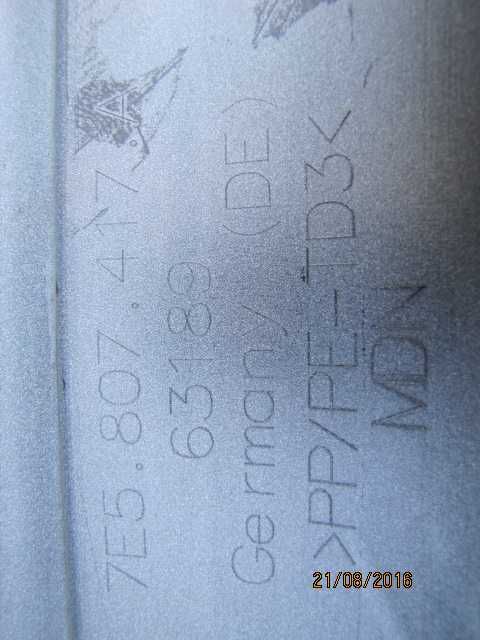 7E5.807.417.A
63189
Germany (DE)
>PP/PE-TD3<
MDN
21/08/2016